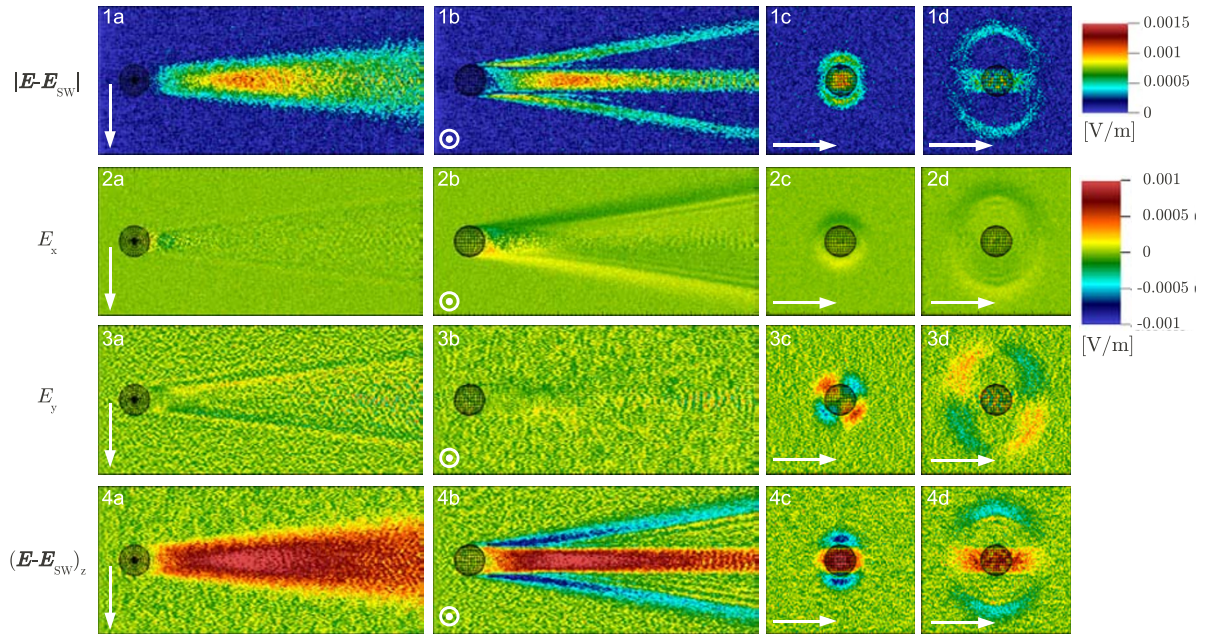 1a 1b 1c 1d
|E-E_SW|
0.0015
0.001
0.0005
0
[V/m]
2a 2b 2c 2d
E_x
0.001
0.0005
0
-0.0005
-0.001
[V/m]
3a 3b 3c 3d
E_y
4a 4b 4c 4d
(E-E_SW)_z